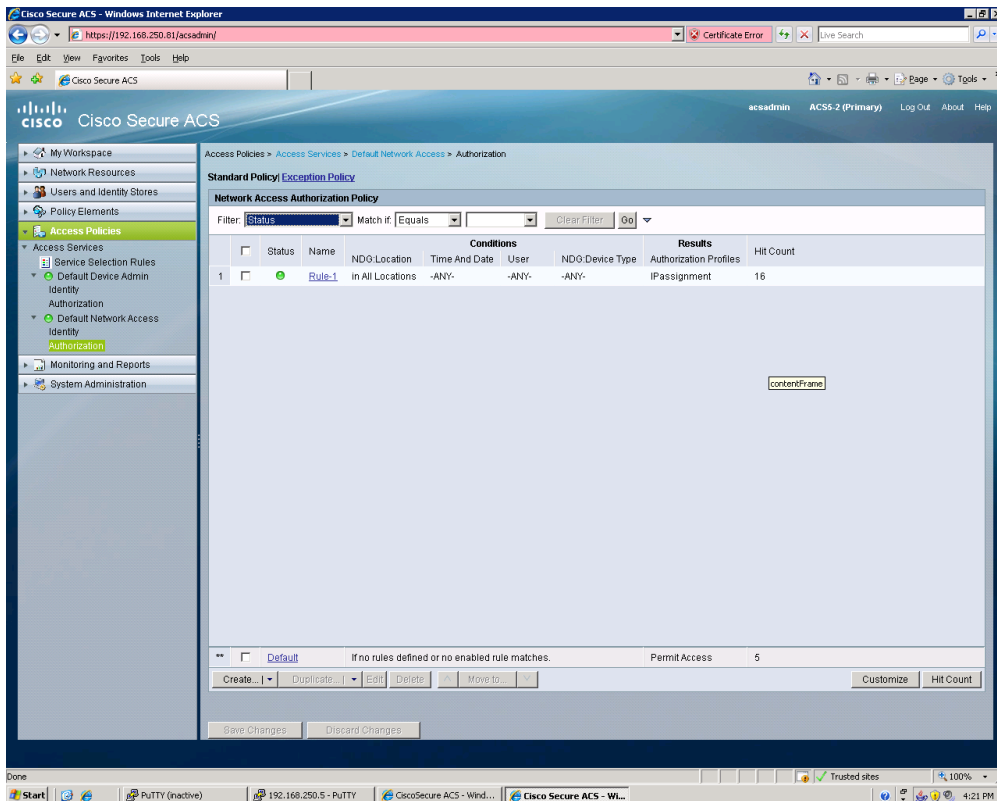 Cisco Secure ACS - Windows Internet Explorer
https://192.168.250.81/acsadmin/
Certificate Error
Live Search
File Edit View Favorites Tools Help
Cisco Secure ACS
Page
Tools
CISCO Cisco Secure ACS
acsadmin ACS5-2 (Primary) Log Out About Help
My Workspace
Network Resources
Users and Identity Stores
Policy Elements
Access Policies
Access Services
Service Selection Rules
Default Device Admin
Identity
Authorization
Default Network Access
Identity
Authorization
Monitoring and Reports
System Administration
Access Policies > Access Services > Default Network Access > Authorization
Standard Policy| Exception Policy
Network Access Authorization Policy
Filter: Status Match if: Equals Clear Filter Go
Conditions Results
Status Name NDG:Location Time And Date User NDG:Device Type Authorization Profiles Hit Count
1 Rule-1 in All Locations -ANY- -ANY- -ANY- IPassignment 16
contentFrame
** Default If no rules defined or no enabled rule matches. Permit Access 5
Create... | Duplicate... | Edit Delete ^ Move to... Customize Hit Count
Save Changes Discard Changes
Done Trusted sites 100%
Start PuTTY (inactive) 192.168.250.5 - PuTTY CiscoSecure ACS - Wind... Cisco Secure ACS - Wi... 4:21 PM